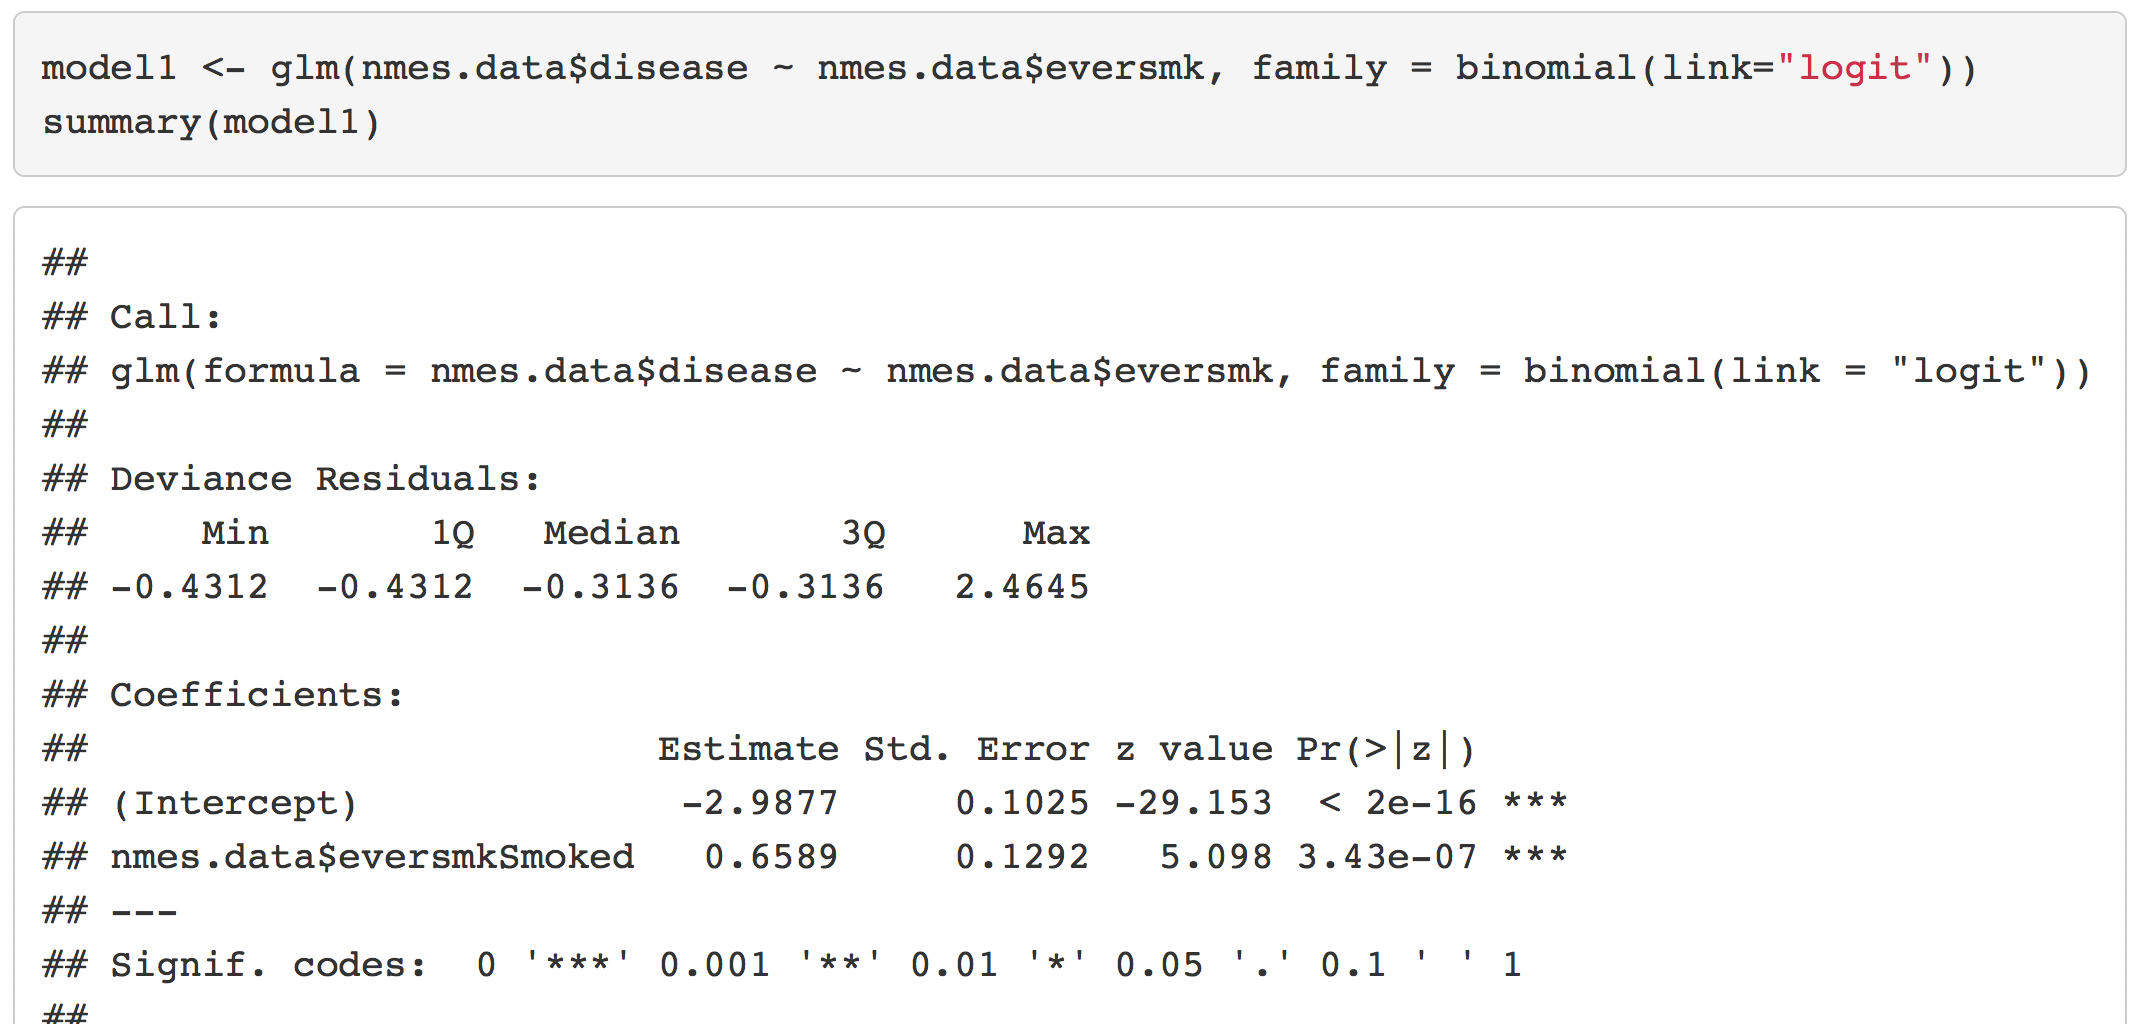 model1 <- glm(nmes.data$disease ~ nmes.data$eversmk, family = binomial(link="logit"))
summary(model1)
##
## Call:
## glm(formula = nmes.data$disease ~ nmes.data$eversmk, family = binomial(link = "logit"))
##
## Deviance Residuals:
##     Min       1Q   Median       3Q      Max
## -0.4312  -0.4312  -0.3136  -0.3136   2.4645
##
## Coefficients:
##                         Estimate Std. Error z value Pr(>|z|)
## (Intercept)              -2.9877     0.1025 -29.153  < 2e-16 ***
## nmes.data$eversmkSmoked   0.6589     0.1292   5.098 3.43e-07 ***
## ---
## Signif. codes:  0 '***' 0.001 '**' 0.01 '*' 0.05 '.' 0.1 ' ' 1
##